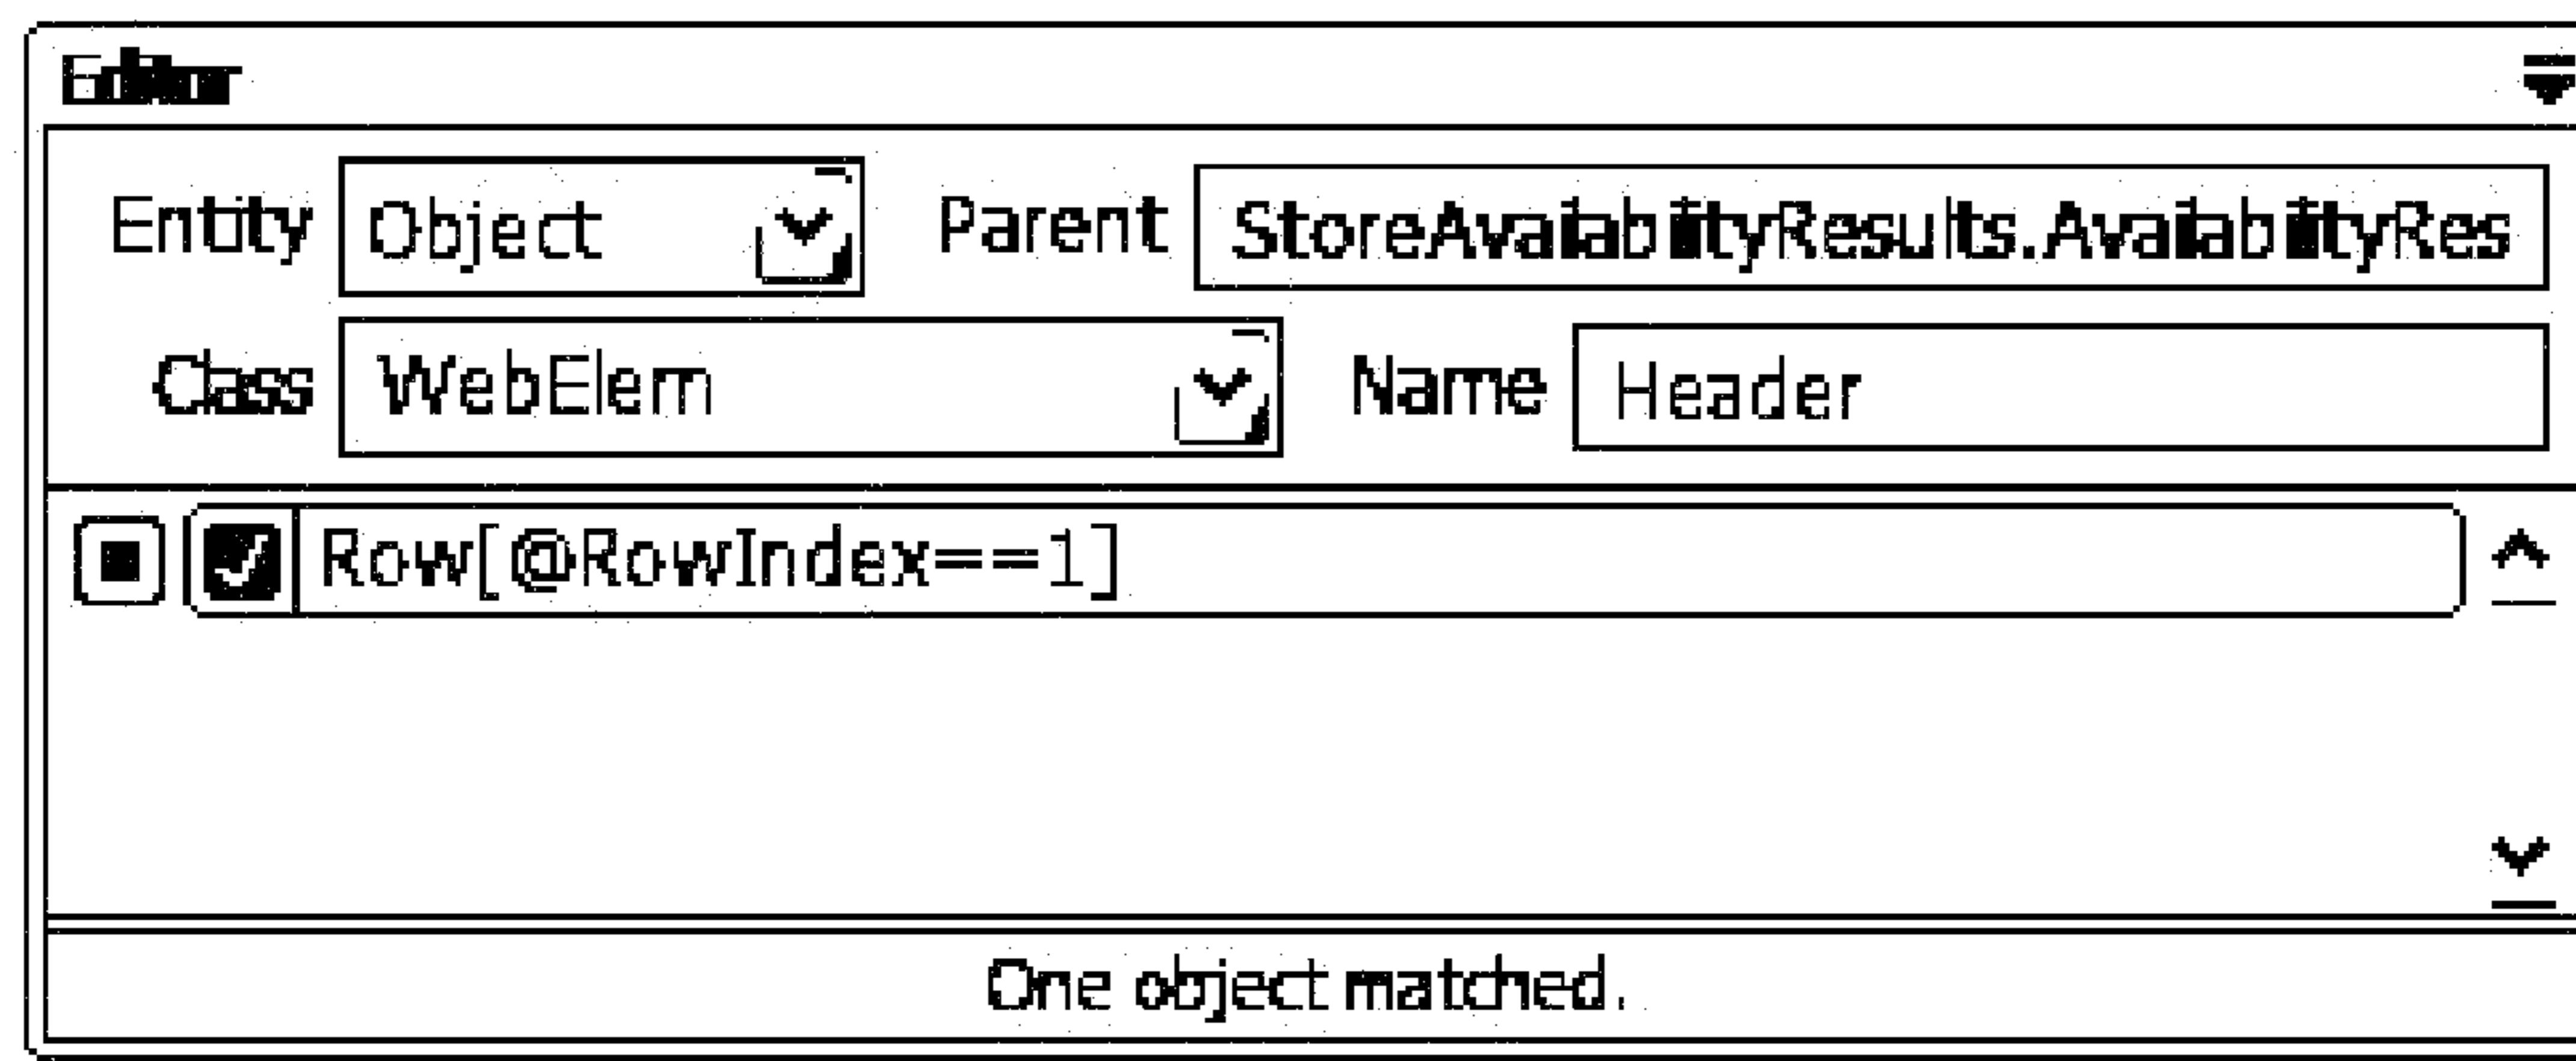 Editor
Entity Object Parent StoreAvailabilityResults.AvailabilityRes
Class WebElem Name Header
Row[@RowIndex==1]
One object matched.